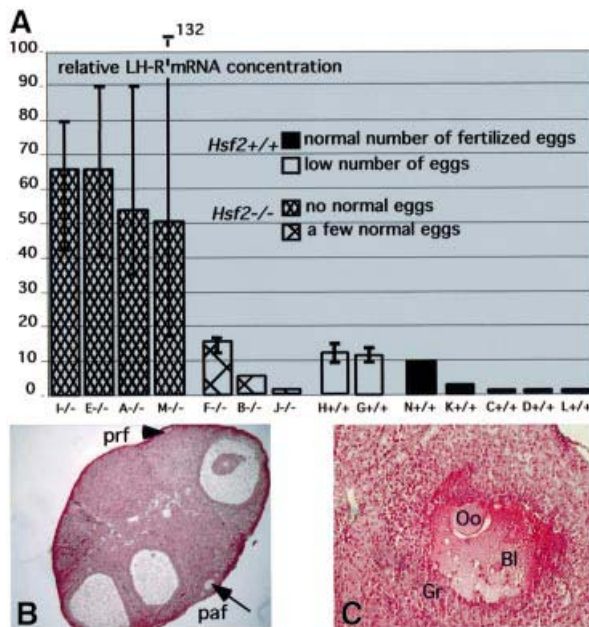 A
132
relative LH-R mRNA concentration
100
90
80
70
60
50
40
30
20
10
0
Hsf2+/+
normal number of fertilized eggs
low number of eggs
Hsf2-/-
no normal eggs
a few normal eggs
I-/- E-/- A-/- M-/- F-/- B-/- J-/- H+/+ G+/+ N+/+ K+/+ C+/+ D+/+ L+/+
prf
paf
B
Oo
Bl
Gr
C